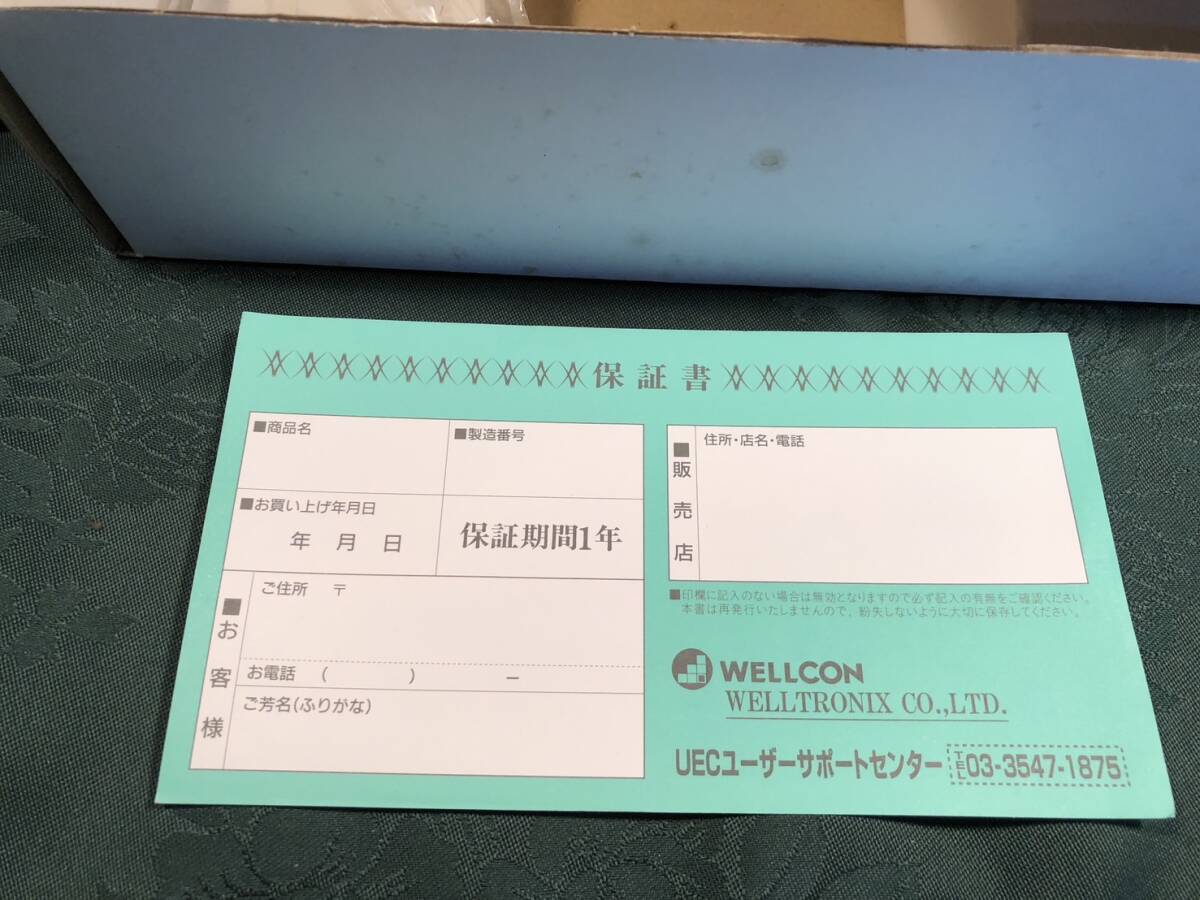 保証書
■商品名
■製造番号
■お買い上げ年月日
年 月 日
保証期間1年
■お客様
ご住所 〒
お電話 ( ) −
ご芳名(ふりがな)
■販売店
住所・店名・電話
■印欄に記入のない場合は無効となりますので必ず記入の有無をご確認ください。
本書は再発行いたしませんので、紛失しないように大切に保存してください。
WELLCON
WELLTRONIX CO.,LTD.
UECユーザーサポートセンター TEL 03-3547-1875